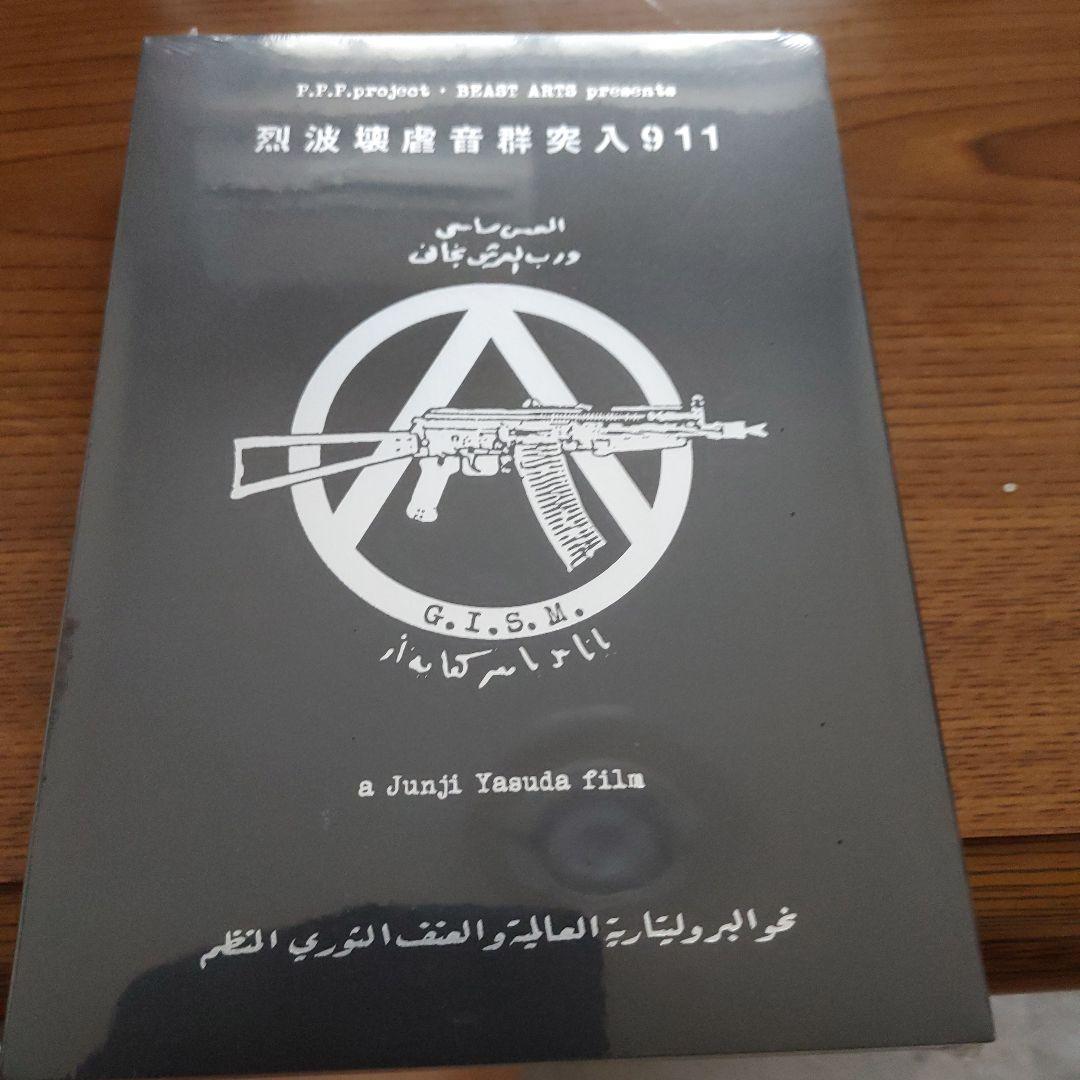 P.P.P.project・BEAST ARTS presents
烈波壊虐音群突入911
G.I.S.M.
a Junji Yasuda film
نحو البروليتارية العالمية والعنف الثوري المنظم